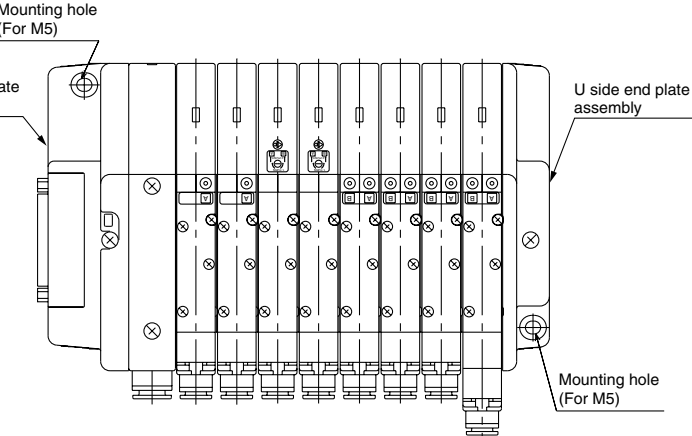 Mounting hole
(For M5)
ate
U side end plate
assembly
A
A
B A
B A
B A
B A
Mounting hole
(For M5)